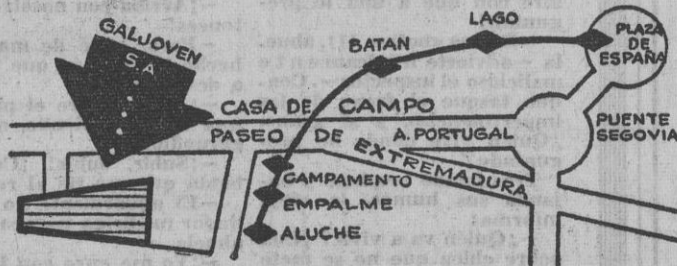 GALJOVEN
S A
LAGO
BATAN
PLAZA
DE
ESPAÑA
CASA DE CAMPO
PASEO DE EXTREMADURA
A. PORTUGAL
PUENTE
SEGOVIA
CAMPAMENTO
EMPALME
ALUCHE